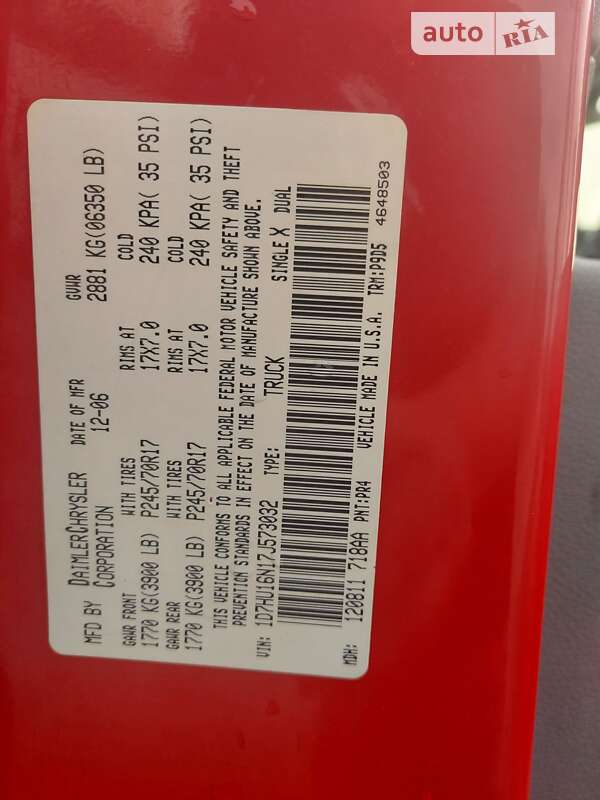 auto RIA
MFD BY DAIMLERCHRYSLER CORPORATION DATE OF MFR 12-06 GVWR 2881 KG(06350 LB)
GAWR FRONT WITH TIRES RIMS AT COLD
1770 KG(3900 LB) P245/70R17 17X7.0 240 KPA( 35 PSI)
GAWR REAR WITH TIRES RIMS AT COLD
1770 KG(3900 LB) P245/70R17 17X7.0 240 KPA( 35 PSI)
THIS VEHICLE CONFORMS TO ALL APPLICABLE FEDERAL MOTOR VEHICLE SAFETY AND THEFT
PREVENTION STANDARDS IN EFFECT ON THE DATE OF MANUFACTURE SHOWN ABOVE.
VIN: 1D7HU16N17J573032 TYPE: TRUCK SINGLE X DUAL
MDH: 120811 718AA PNT:PR4 VEHICLE MADE IN U.S.A. TRM:P9D5 4648503